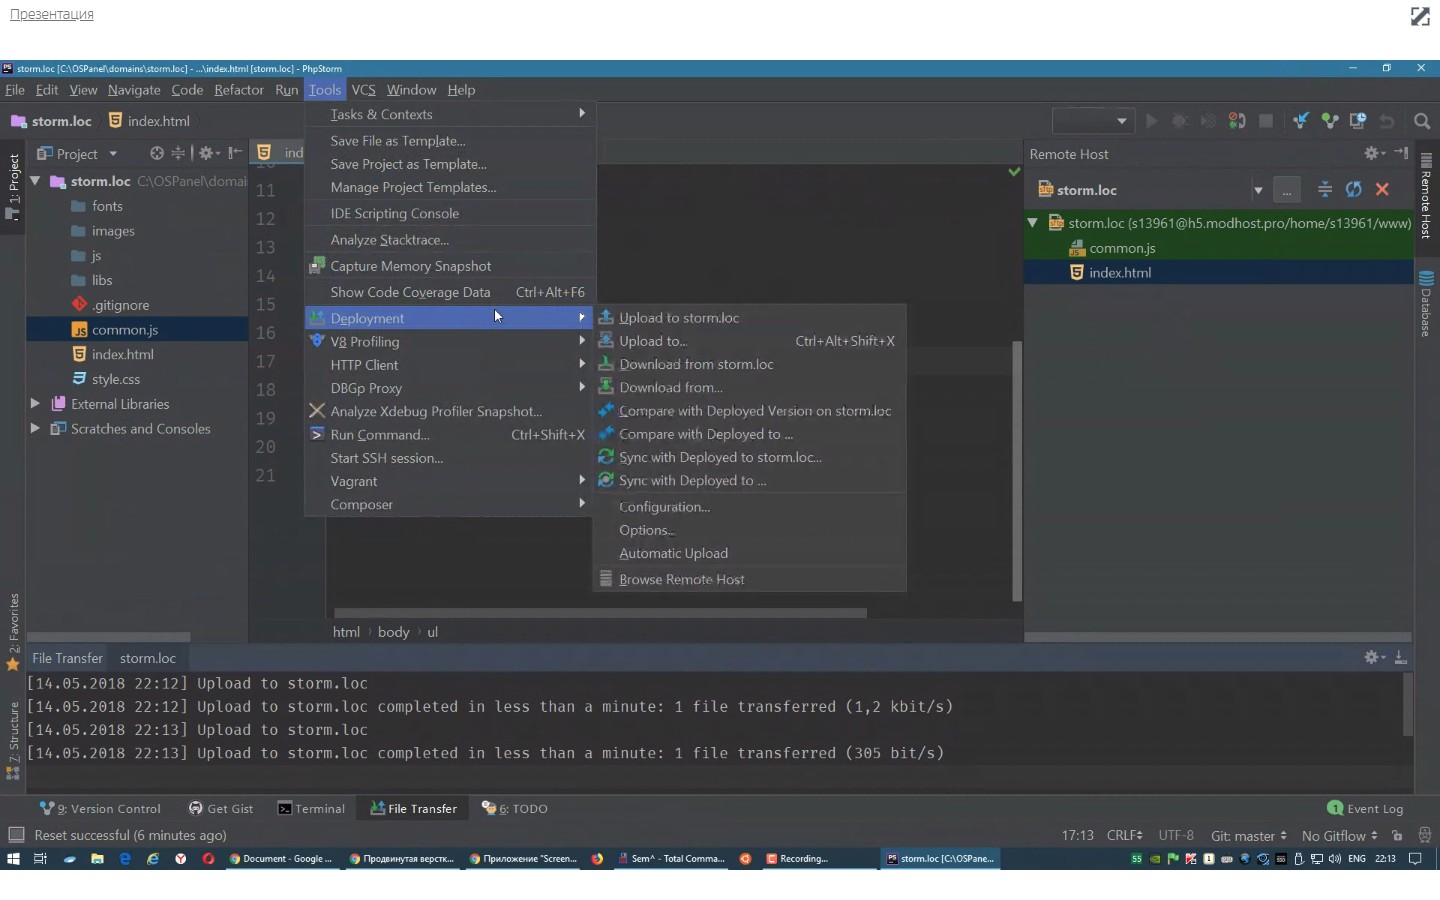 Презентация
storm.loc [C:\OSPanel\domains\storm.loc] - ...\index.html [storm.loc] - PhpStorm
File Edit View Navigate Code Refactor Run Tools VCS Window Help
storm.loc index.html
Project
1: Project
storm.loc C:\OSPanel\domai
fonts
images
js
libs
.gitignore
common.js
index.html
style.css
External Libraries
Scratches and Consoles
2: Favorites
7: Structure
ind
11
12
13
14
15
16
17
18
19
20
21
Tasks & Contexts
Save File as Template...
Save Project as Template...
Manage Project Templates...
IDE Scripting Console
Analyze Stacktrace...
Capture Memory Snapshot
Show Code Coverage Data Ctrl+Alt+F6
Deployment
V8 Profiling
HTTP Client
DBGp Proxy
Analyze Xdebug Profiler Snapshot...
Run Command... Ctrl+Shift+X
Start SSH session...
Vagrant
Composer
Upload to storm.loc
Upload to... Ctrl+Alt+Shift+X
Download from storm.loc
Download from...
Compare with Deployed Version on storm.loc
Compare with Deployed to ...
Sync with Deployed to storm.loc...
Sync with Deployed to ...
Configuration...
Options...
Automatic Upload
Browse Remote Host
html body ul
Remote Host
storm.loc ...
storm.loc (s13961@h5.modhost.pro/home/s13961/www)
common.js
index.html
Remote Host
Database
File Transfer storm.loc
[14.05.2018 22:12] Upload to storm.loc
[14.05.2018 22:12] Upload to storm.loc completed in less than a minute: 1 file transferred (1,2 kbit/s)
[14.05.2018 22:13] Upload to storm.loc
[14.05.2018 22:13] Upload to storm.loc completed in less than a minute: 1 file transferred (305 bit/s)
9: Version Control Get Gist Terminal File Transfer 6: TODO 1 Event Log
Reset successful (6 minutes ago) 17:13 CRLF UTF-8 Git: master No Gitflow
Document - Google ... Продвинутая верстк... Приложение "Screen... Sem^ - Total Comma... Recording... storm.loc [C:\OSPane... ENG 22:13